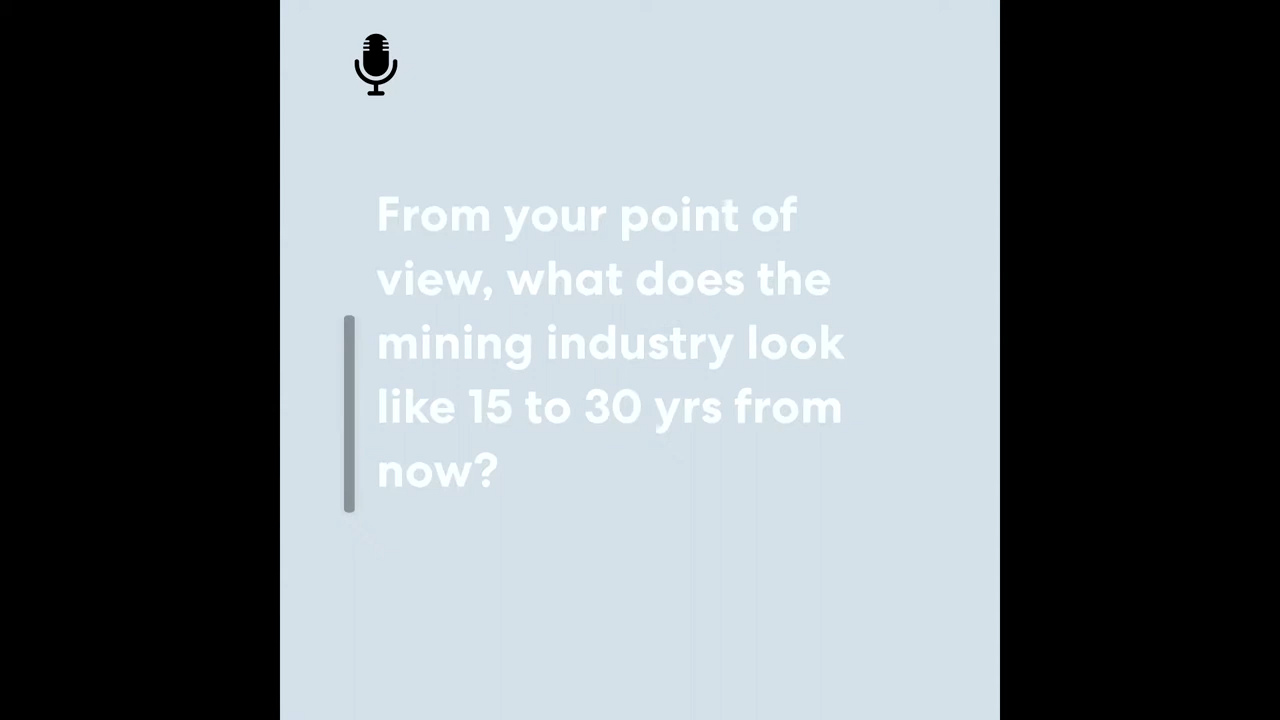 From your point of
view, what does the
mining industry look
like 15 to 30 yrs from
now?